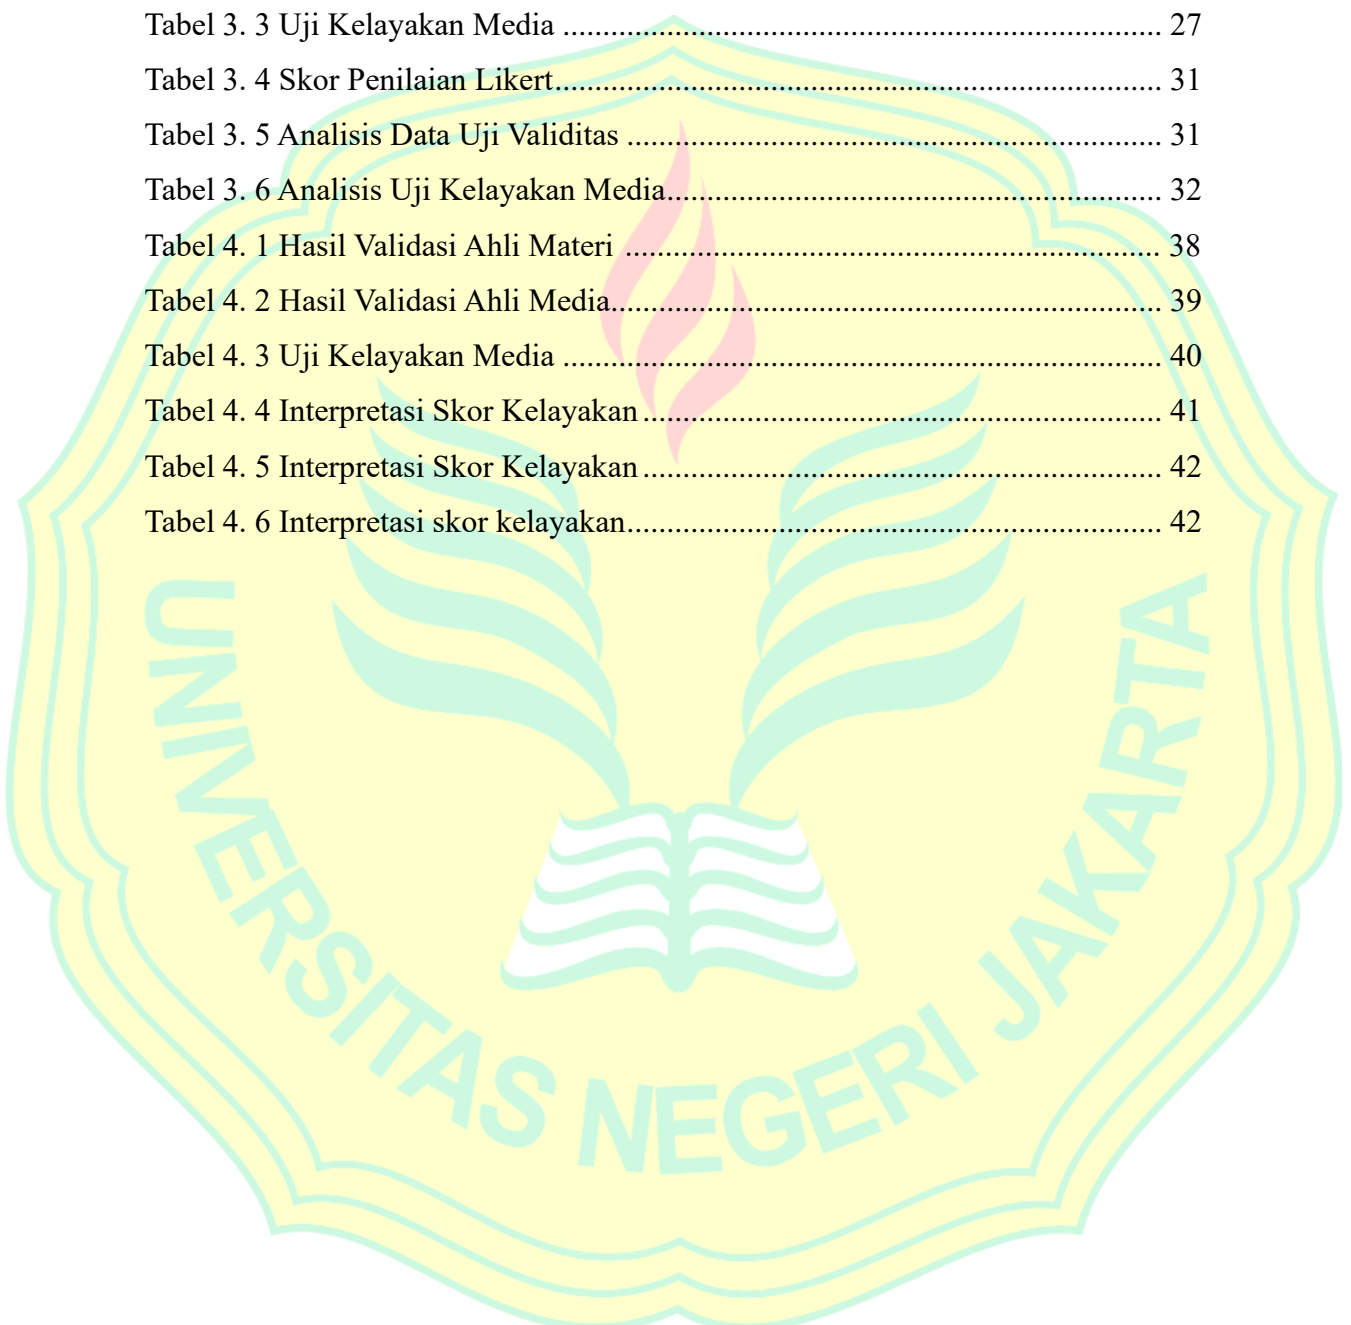 Tabel 3. 3 Uji Kelayakan Media ................................................................................ 27
Tabel 3. 4 Skor Penilaian Likert................................................................................ 31
Tabel 3. 5 Analisis Data Uji Validitas ........................................................................ 31
Tabel 3. 6 Analisis Uji Kelayakan Media.................................................................. 32
Tabel 4. 1 Hasil Validasi Ahli Materi ........................................................................ 38
Tabel 4. 2 Hasil Validasi Ahli Media......................................................................... 39
Tabel 4. 3 Uji Kelayakan Media ................................................................................ 40
Tabel 4. 4 Interpretasi Skor Kelayakan ..................................................................... 41
Tabel 4. 5 Interpretasi Skor Kelayakan ..................................................................... 42
Tabel 4. 6 Interpretasi skor kelayakan....................................................................... 42
UNIVERSITAS NEGERI JAKARTA